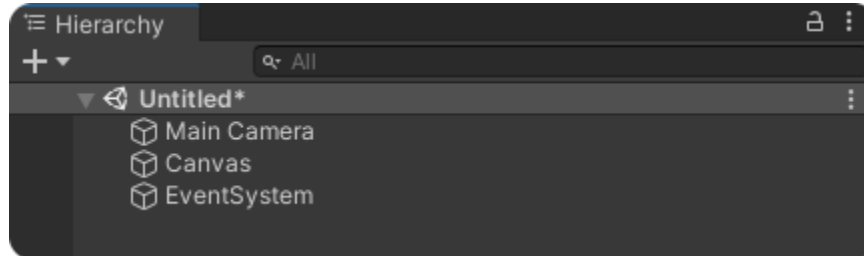 Hierarchy
All
Untitled*
Main Camera
Canvas
EventSystem